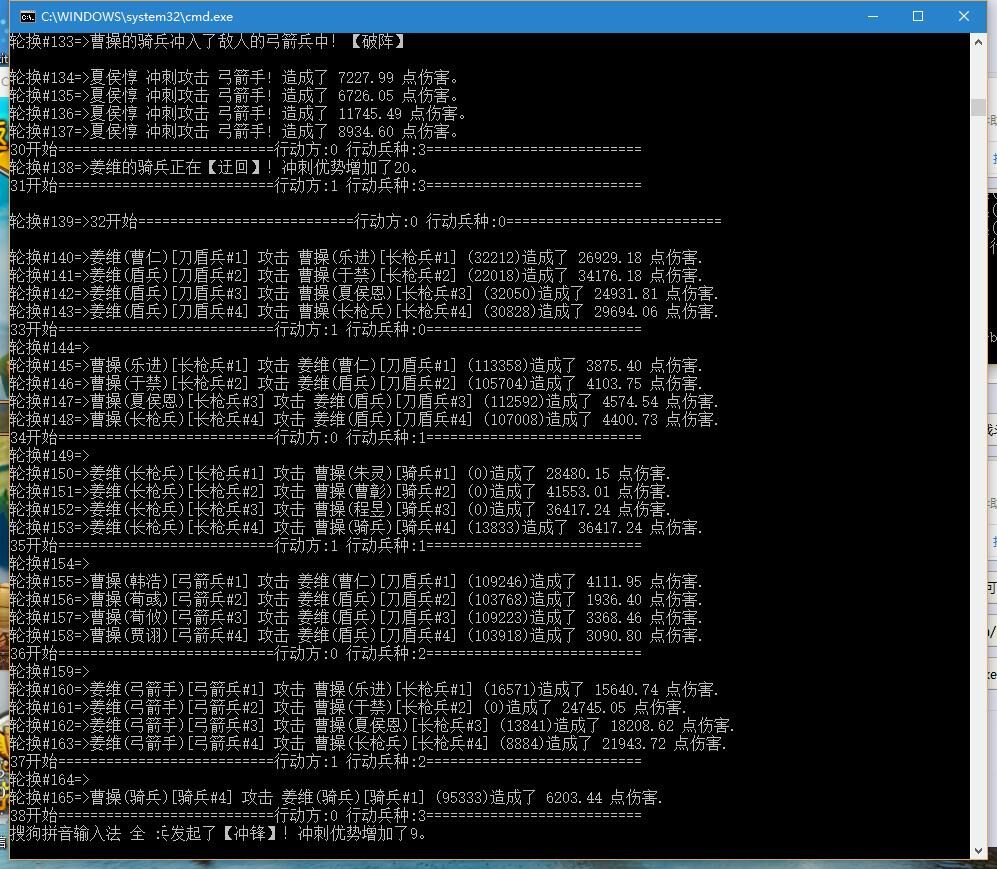 C:\WINDOWS\system32\cmd.exe
轮换#133=>曹操的骑兵冲入了敌人的弓箭兵中！【破阵】
轮换#134=>夏侯惇 冲刺攻击 弓箭手! 造成了 7227.99 点伤害。
轮换#135=>夏侯惇 冲刺攻击 弓箭手! 造成了 6726.05 点伤害。
轮换#136=>夏侯惇 冲刺攻击 弓箭手! 造成了 11745.49 点伤害。
轮换#137=>夏侯惇 冲刺攻击 弓箭手! 造成了 8934.60 点伤害。
30开始===========================行动方:0 行动兵种:3===========================
轮换#138=>姜维的骑兵正在【迂回】! 冲刺优势增加了20。
31开始===========================行动方:1 行动兵种:3===========================
轮换#139=>32开始===========================行动方:0 行动兵种:0===========================
轮换#140=>姜维(曹仁)[刀盾兵#1] 攻击 曹操(乐进)[长枪兵#1] (32212)造成了 26929.18 点伤害.
轮换#141=>姜维(盾兵)[刀盾兵#2] 攻击 曹操(于禁)[长枪兵#2] (22018)造成了 34176.18 点伤害.
轮换#142=>姜维(盾兵)[刀盾兵#3] 攻击 曹操(夏侯恩)[长枪兵#3] (32050)造成了 24931.81 点伤害.
轮换#143=>姜维(盾兵)[刀盾兵#4] 攻击 曹操(长枪兵)[长枪兵#4] (30828)造成了 29694.06 点伤害.
33开始===========================行动方:1 行动兵种:0===========================
轮换#144=>
轮换#145=>曹操(乐进)[长枪兵#1] 攻击 姜维(曹仁)[刀盾兵#1] (113358)造成了 3875.40 点伤害.
轮换#146=>曹操(于禁)[长枪兵#2] 攻击 姜维(盾兵)[刀盾兵#2] (105704)造成了 4103.75 点伤害.
轮换#147=>曹操(夏侯恩)[长枪兵#3] 攻击 姜维(盾兵)[刀盾兵#3] (112592)造成了 4574.54 点伤害.
轮换#148=>曹操(长枪兵)[长枪兵#4] 攻击 姜维(盾兵)[刀盾兵#4] (107008)造成了 4400.73 点伤害.
34开始===========================行动方:0 行动兵种:1===========================
轮换#149=>
轮换#150=>姜维(长枪兵)[长枪兵#1] 攻击 曹操(朱灵)[骑兵#1] (0)造成了 28480.15 点伤害.
轮换#151=>姜维(长枪兵)[长枪兵#2] 攻击 曹操(曹彰)[骑兵#2] (0)造成了 41553.01 点伤害.
轮换#152=>姜维(长枪兵)[长枪兵#3] 攻击 曹操(程昱)[骑兵#3] (0)造成了 36417.24 点伤害.
轮换#153=>姜维(长枪兵)[长枪兵#4] 攻击 曹操(骑兵)[骑兵#4] (13833)造成了 36417.24 点伤害.
35开始===========================行动方:1 行动兵种:1===========================
轮换#154=>
轮换#155=>曹操(韩浩)[弓箭兵#1] 攻击 姜维(曹仁)[刀盾兵#1] (109246)造成了 4111.95 点伤害.
轮换#156=>曹操(荀彧)[弓箭兵#2] 攻击 姜维(盾兵)[刀盾兵#2] (103768)造成了 1936.40 点伤害.
轮换#157=>曹操(荀攸)[弓箭兵#3] 攻击 姜维(盾兵)[刀盾兵#3] (109223)造成了 3368.46 点伤害.
轮换#158=>曹操(贾诩)[弓箭兵#4] 攻击 姜维(盾兵)[刀盾兵#4] (103918)造成了 3090.80 点伤害.
36开始===========================行动方:0 行动兵种:2===========================
轮换#159=>
轮换#160=>姜维(弓箭手)[弓箭兵#1] 攻击 曹操(乐进)[长枪兵#1] (16571)造成了 15640.74 点伤害.
轮换#161=>姜维(弓箭手)[弓箭兵#2] 攻击 曹操(于禁)[长枪兵#2] (0)造成了 24745.05 点伤害.
轮换#162=>姜维(弓箭手)[弓箭兵#3] 攻击 曹操(夏侯恩)[长枪兵#3] (13841)造成了 18208.62 点伤害.
轮换#163=>姜维(弓箭手)[弓箭兵#4] 攻击 曹操(长枪兵)[长枪兵#4] (8884)造成了 21943.72 点伤害.
37开始===========================行动方:1 行动兵种:2===========================
轮换#164=>
轮换#165=>曹操(骑兵)[骑兵#4] 攻击 姜维(骑兵)[骑兵#1] (95333)造成了 6203.44 点伤害.
38开始===========================行动方:0 行动兵种:3===========================
搜狗拼音输入法 全 :兵发起了【冲锋】! 冲刺优势增加了9。